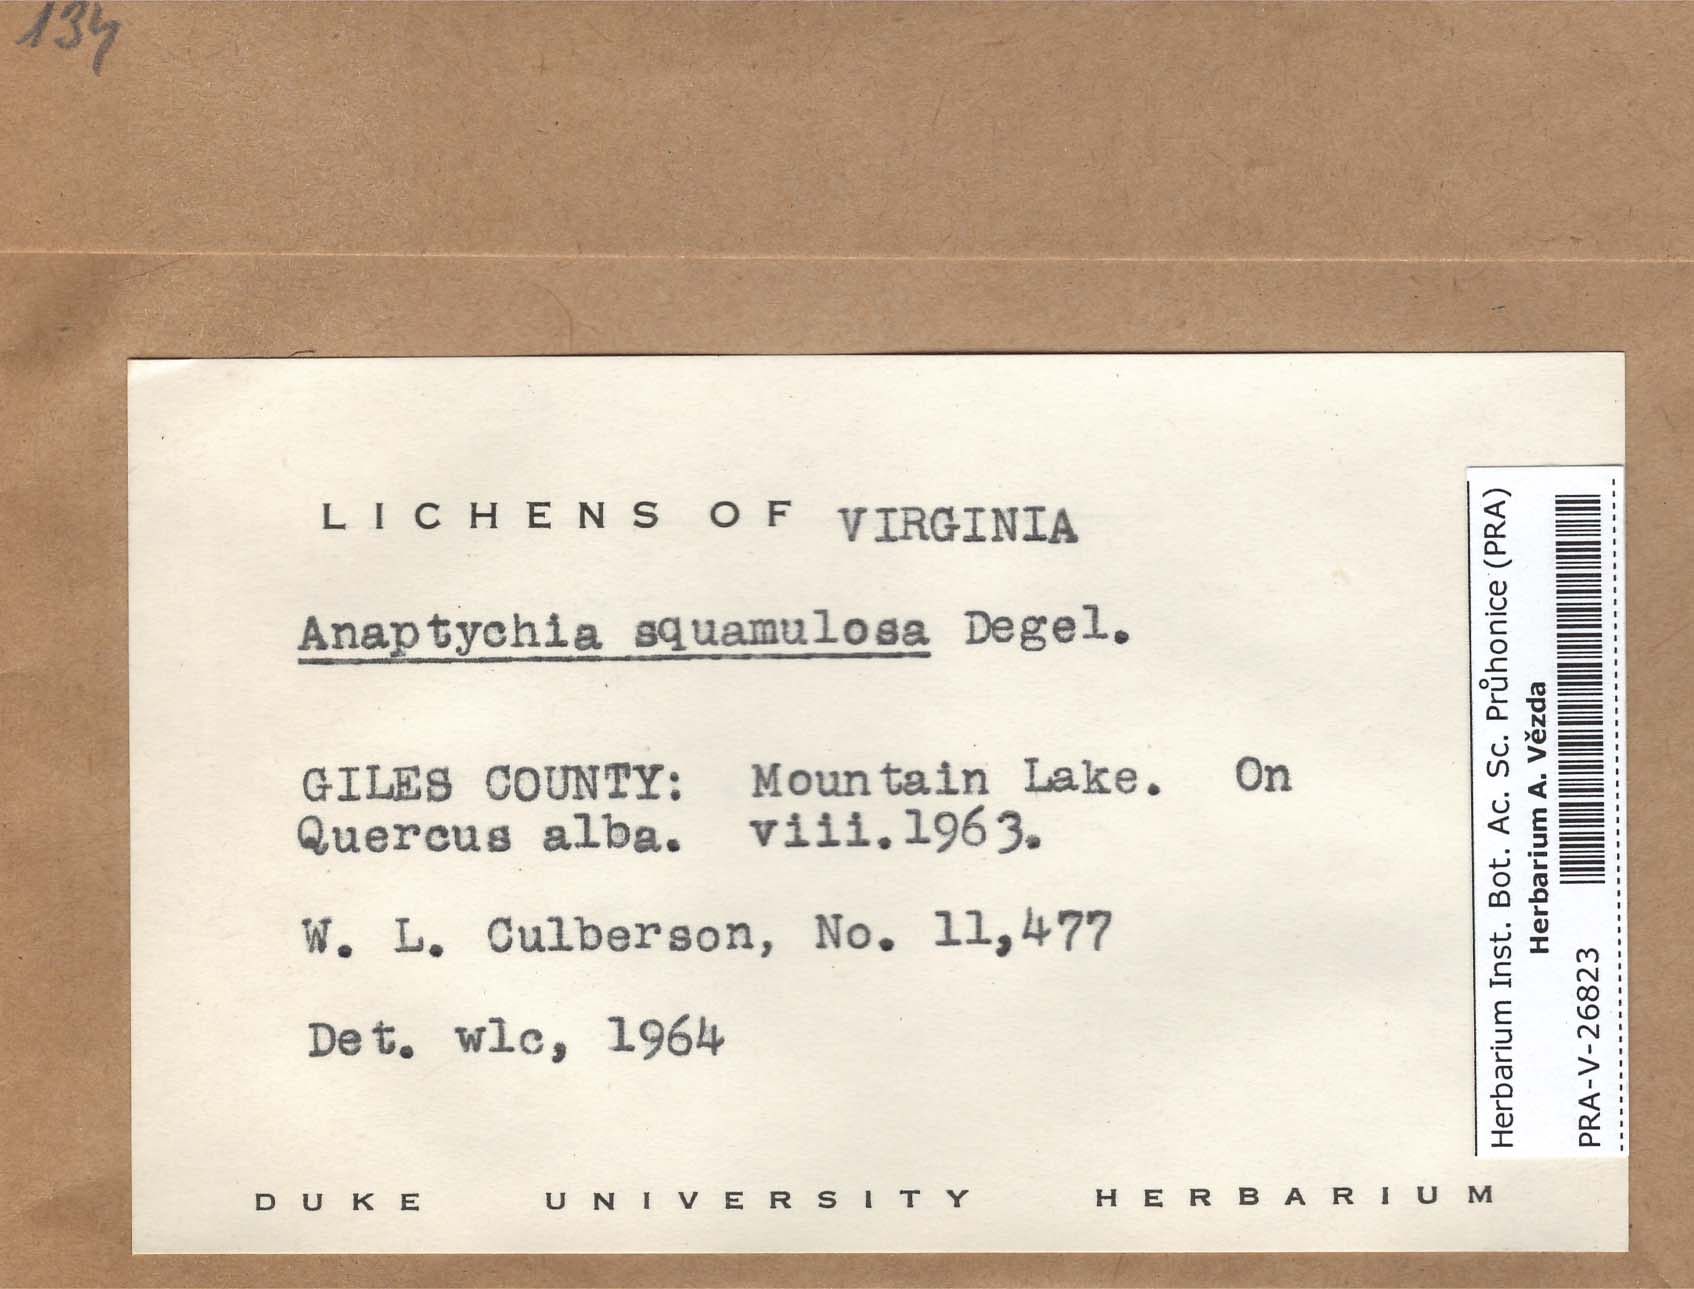 134
LICHENS OF VIRGINIA
Anaptychia squamulosa Degel.
GILES COUNTY: Mountain Lake. On
Quercus alba. viii.1963.
W. L. Culberson, No. 11,477
Det. wlc, 1964
DUKE UNIVERSITY HERBARIUM
Herbarium Inst. Bot. Ac. Sc. Průhonice (PRA)
Herbarium A. Vězda
PRA-V-26823